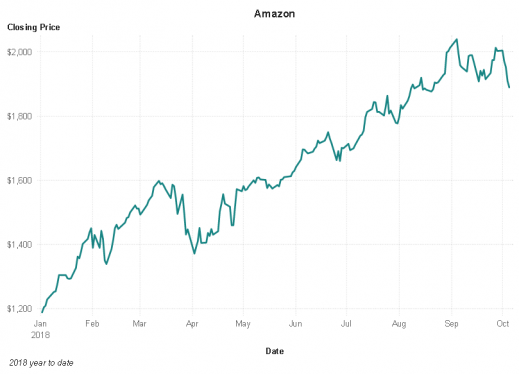 Amazon
Closing Price
$2,000
$1,800
$1,600
$1,400
$1,200
Jan Feb Mar Apr May Jun Jul Aug Sep Oct
2018
Date
2018 year to date